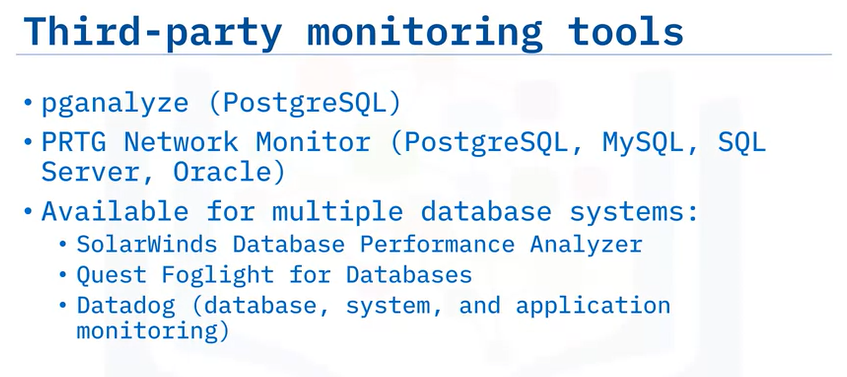 Third-party monitoring tools
• pganalyze (PostgreSQL)
• PRTG Network Monitor (PostgreSQL, MySQL, SQL
Server, Oracle)
• Available for multiple database systems:
• SolarWinds Database Performance Analyzer
• Quest Foglight for Databases
• Datadog (database, system, and application
monitoring)